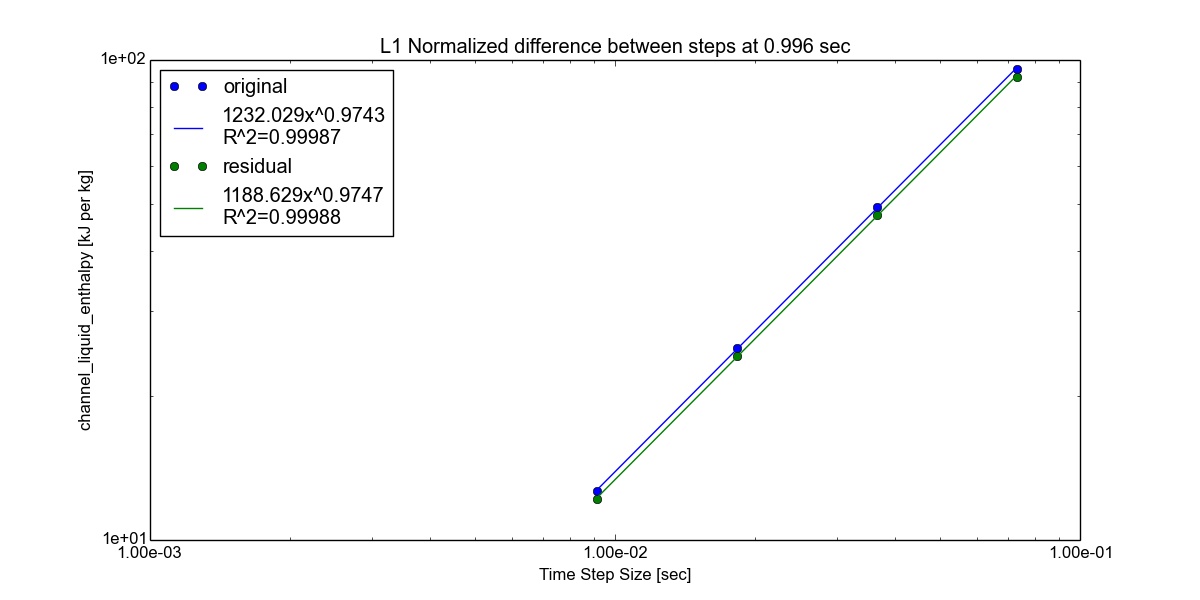 L1 Normalized difference between steps at 0.996 sec
1e+02
original
1232.029x^0.9743
R^2=0.99987
residual
1188.629x^0.9747
R^2=0.99988
channel_liquid_enthalpy [kJ per kg]
1e+01
1.00e-03
1.00e-02
1.00e-01
Time Step Size [sec]